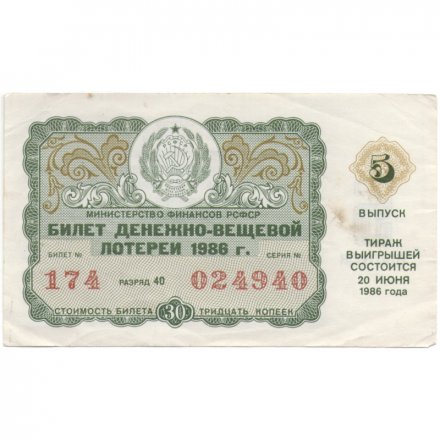 МИНИСТЕРСТВО ФИНАНСОВ РСФСР
БИЛЕТ ДЕНЕЖНО-ВЕЩЕВОЙ
ЛОТЕРЕИ 1986 г.
БИЛЕТ № СЕРИЯ №
174 РАЗРЯД 40 024940
СТОИМОСТЬ БИЛЕТА 30 ТРИДЦАТЬ КОПЕЕК
5
ВЫПУСК
ТИРАЖ
ВЫИГРЫШЕЙ
СОСТОИТСЯ
20 ИЮНЯ
1986 года